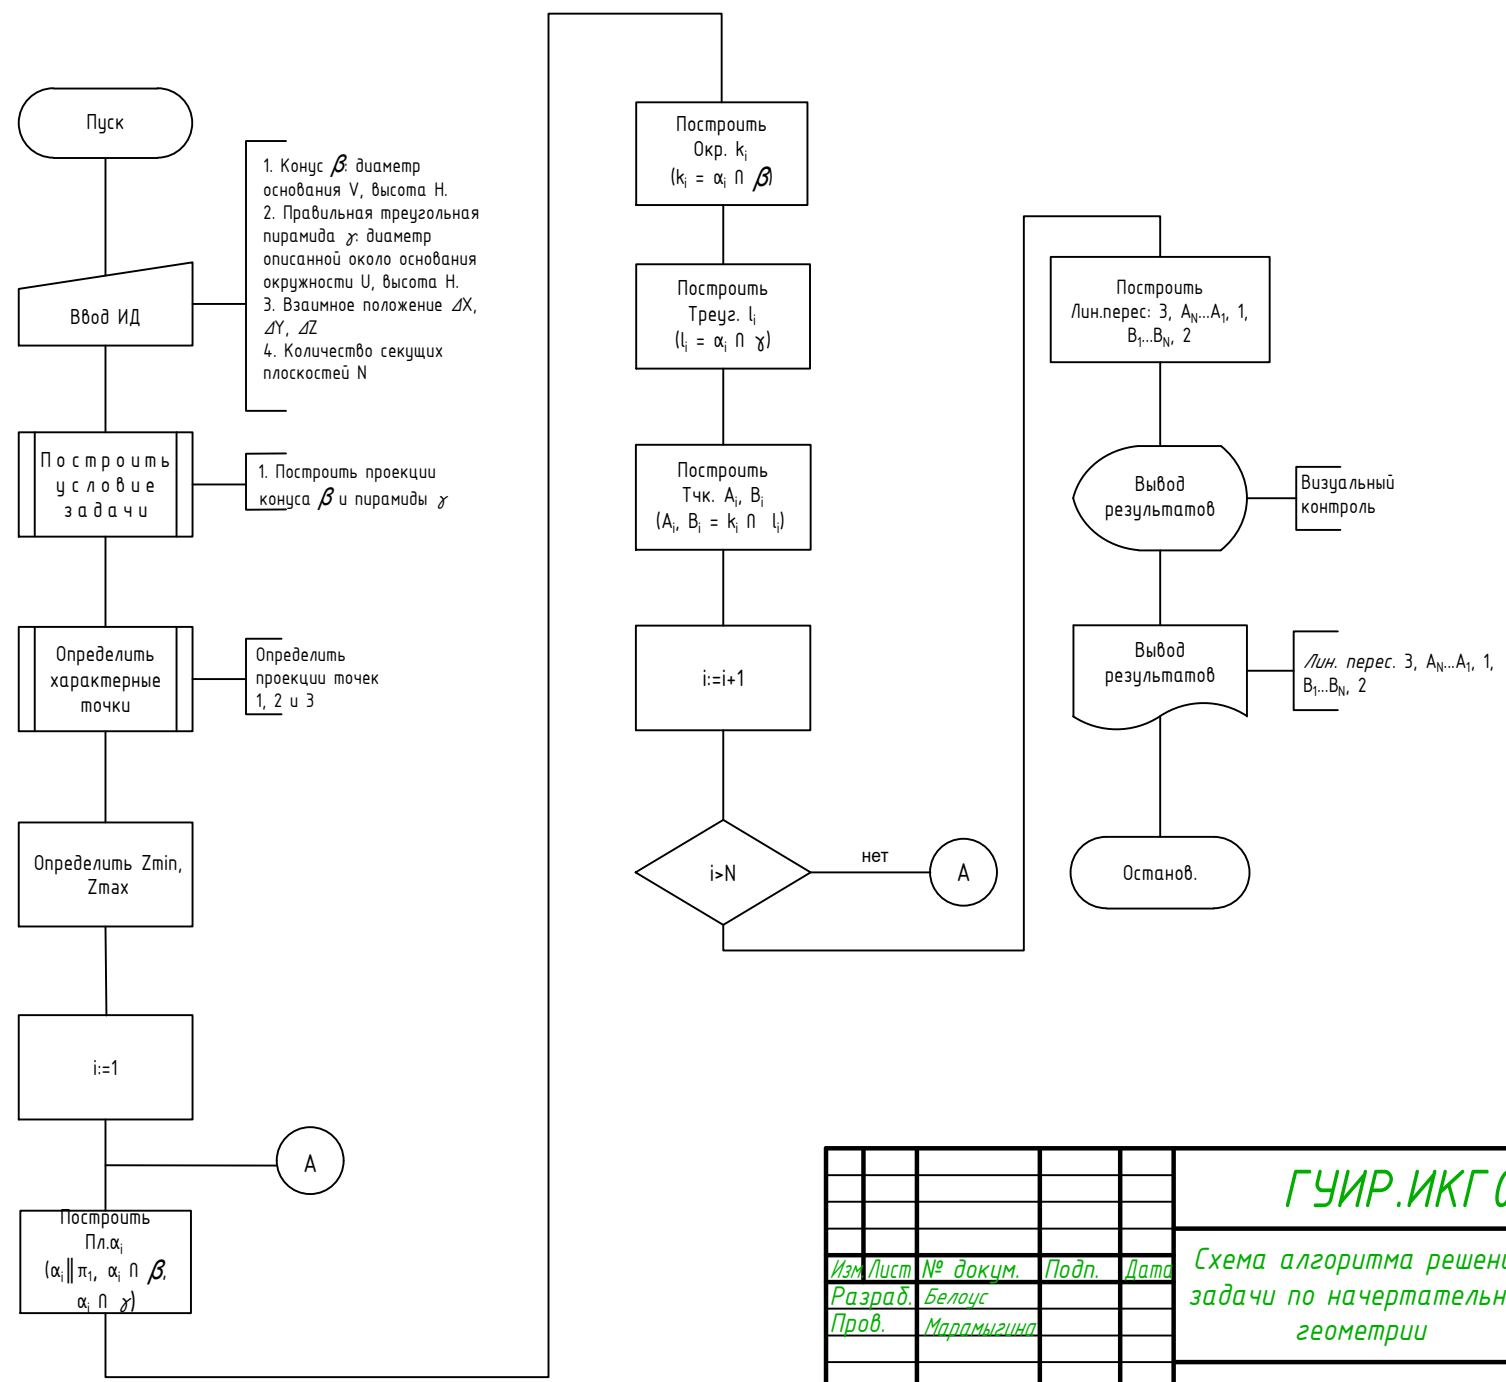 Пуск
1. Конус β: диаметр
основания V, высота H.
2. Правильная треугольная
пирамида γ: диаметр
описанной около основания
окружности U, высота H.
3. Взаимное положение ΔX,
ΔY, ΔZ
4. Количество секущих
плоскостей N
Ввод ИД
Построить
условие
задачи
1. Построить проекции
конуса β и пирамиды γ
Определить
характерные
точки
Определить
проекции точек
1, 2 и 3
Определить Zmin,
Zmax
i:=1
A
Построить
Пл.αi
(αi∥π1, αi ∩ β,
αi ∩ γ)
Построить
Окр. ki
(ki = αi ∩ β)
Построить
Треуг. li
(li = αi ∩ γ)
Построить
Тчк. Ai, Bi
(Ai, Bi = ki ∩ li)
i:=i+1
i>N
нет
A
Построить
Лин.перес: 3, AN...A1, 1,
B1...BN, 2
Вывод
результатов
Визуальный
контроль
Вывод
результатов
Лин. перес. 3, AN...A1, 1,
B1...BN, 2
Останов.
ГУИР.ИКГ
Изм Лист № докум. Подп. Дата
Разраб. Белоус
Пров. Марамыгина
Схема алгоритма решени
задачи по начертательн
геометрии